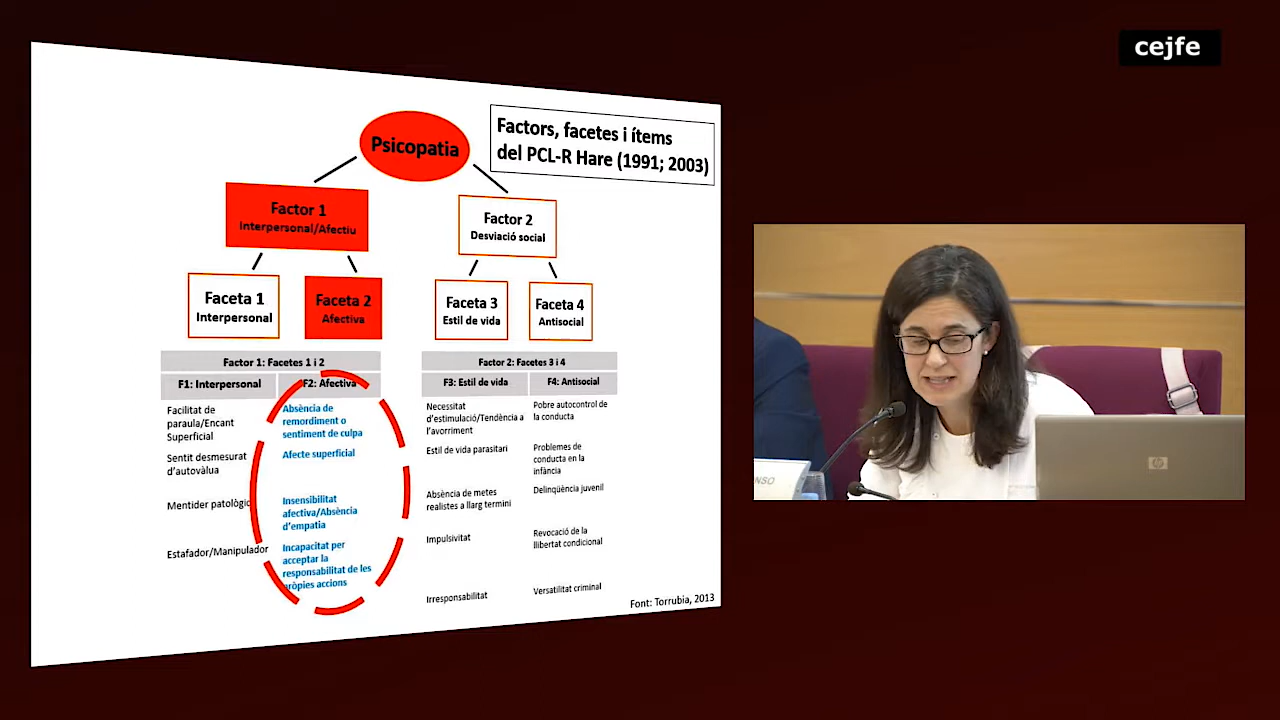 cejfe
Psicopatia
Factors, facetes i ítems
del PCL-R Hare (1991; 2003)
Factor 1
Interpersonal/Afectiu
Factor 2
Desviació social
Faceta 1
Interpersonal
Faceta 2
Afectiva
Faceta 3
Estil de vida
Faceta 4
Antisocial
Factor 1: Facetes 1 i 2
F1: Interpersonal
F2: Afectiva
Facilitat de
paraula/Encant
Superficial
Sentit desmesurat
d'autovàlua
Mentider patològic
Estafador/Manipulador
Absència de
remordiment o
sentiment de culpa
Afecte superficial
Insensibilitat
afectiva/Absència
d'empatia
Incapacitat per
acceptar la
responsabilitat de les
pròpies accions
Factor 2: Facetes 3 i 4
F3: Estil de vida
F4: Antisocial
Necessitat
d'estimulació/Tendència a
l'avorriment
Estil de vida parasitari
Absència de metes
realistes a llarg termini
Impulsivitat
Irresponsabilitat
Pobre autocontrol de
la conducta
Problemes de
conducta en la
infància
Delinqüència juvenil
Revocació de la
llibertat condicional
Versatilitat criminal
Font: Torrubia, 2013
ONSO
hp